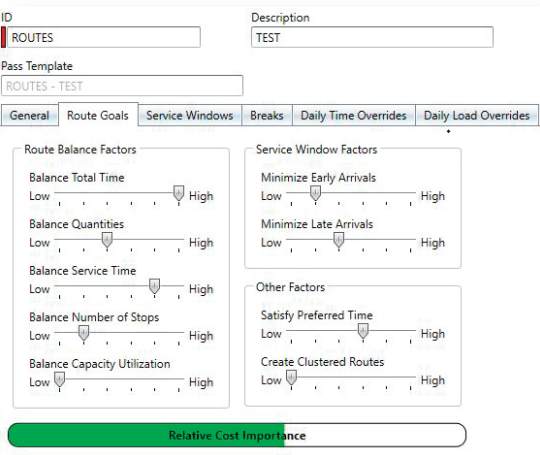 ID Description
ROUTES TEST
Pass Template
ROUTES - TEST
General Route Goals Service Windows Breaks Daily Time Overrides Daily Load Overrides
Route Balance Factors
Balance Total Time
Low High
Balance Quantities
Low High
Balance Service Time
Low High
Balance Number of Stops
Low High
Balance Capacity Utilization
Low High
Service Window Factors
Minimize Early Arrivals
Low High
Minimize Late Arrivals
Low High
Other Factors
Satisfy Preferred Time
Low High
Create Clustered Routes
Low High
Relative Cost Importance